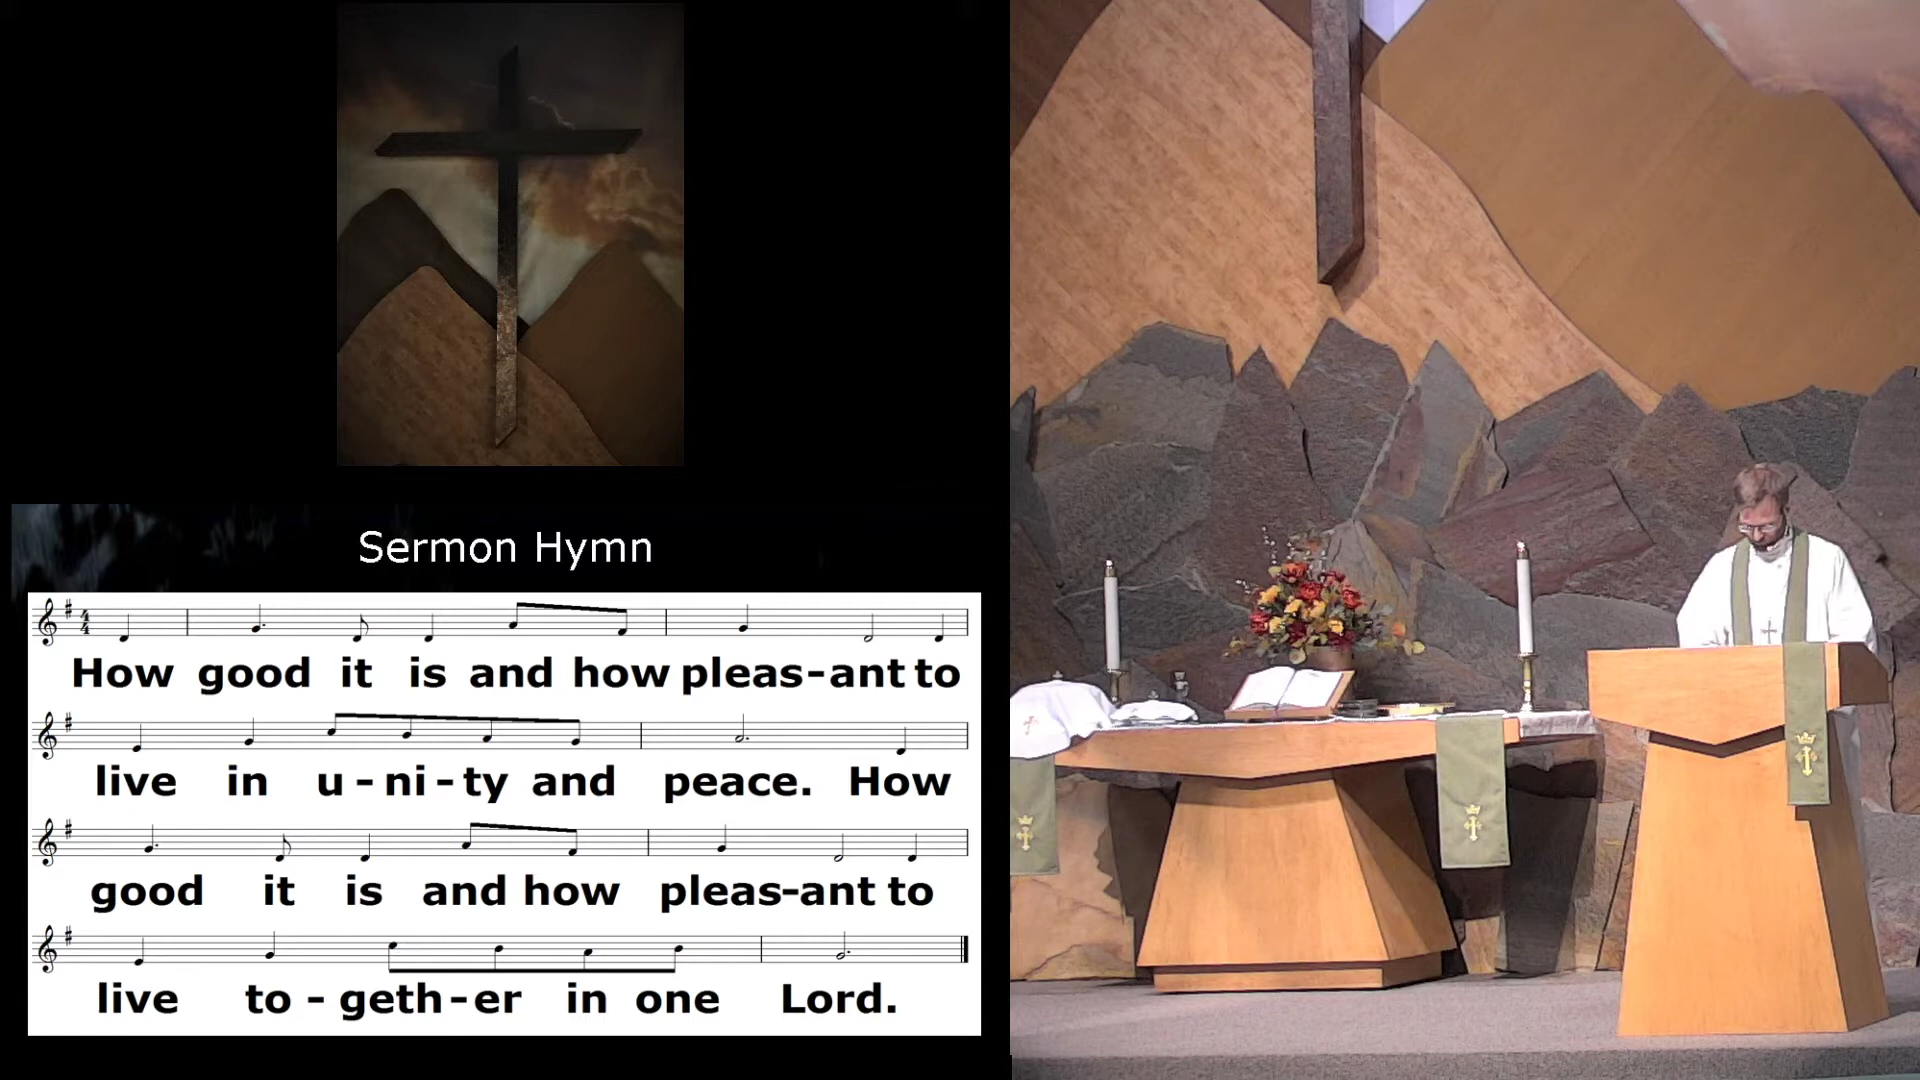 Sermon Hymn
How good it is and how pleas-ant to
live in u-ni-ty and peace. How
good it is and how pleas-ant to
live to-geth-er in one Lord.